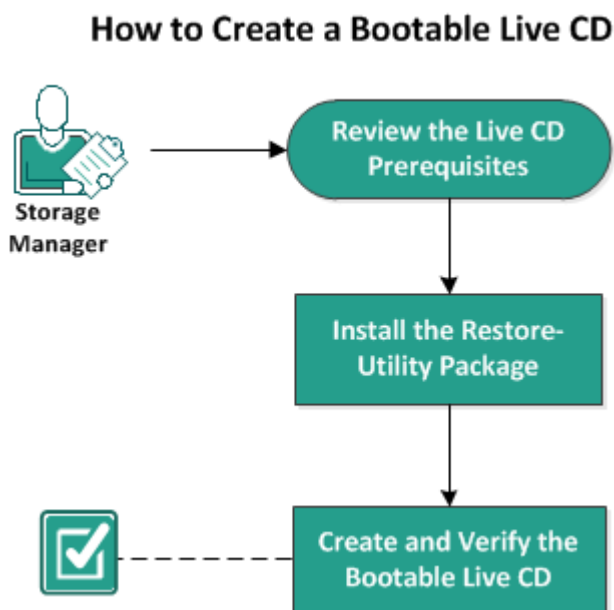 How to Create a Bootable Live CD
Review the Live CD
Prerequisites
Storage
Manager
Install the Restore-
Utility Package
Create and Verify the
Bootable Live CD